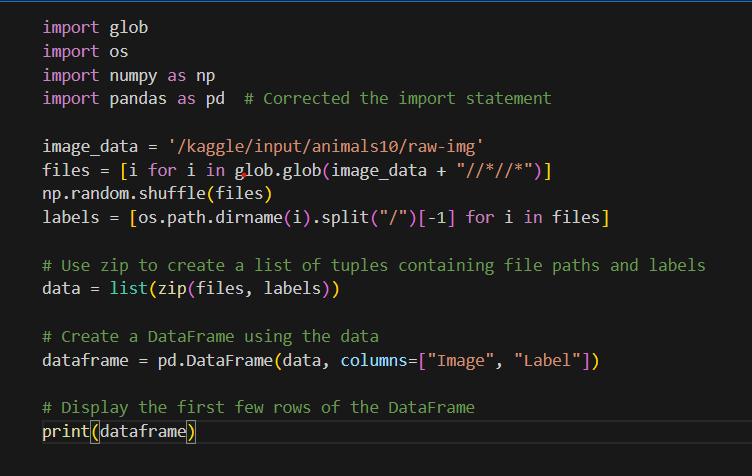 import glob
import os
import numpy as np
import pandas as pd  # Corrected the import statement
image_data = '/kaggle/input/animals10/raw-img'
files = [i for i in glob.glob(image_data + "//*//*")]
np.random.shuffle(files)
labels = [os.path.dirname(i).split("/")[-1] for i in files]
# Use zip to create a list of tuples containing file paths and labels
data = list(zip(files, labels))
# Create a DataFrame using the data
dataframe = pd.DataFrame(data, columns=["Image", "Label"])
# Display the first few rows of the DataFrame
print(dataframe)